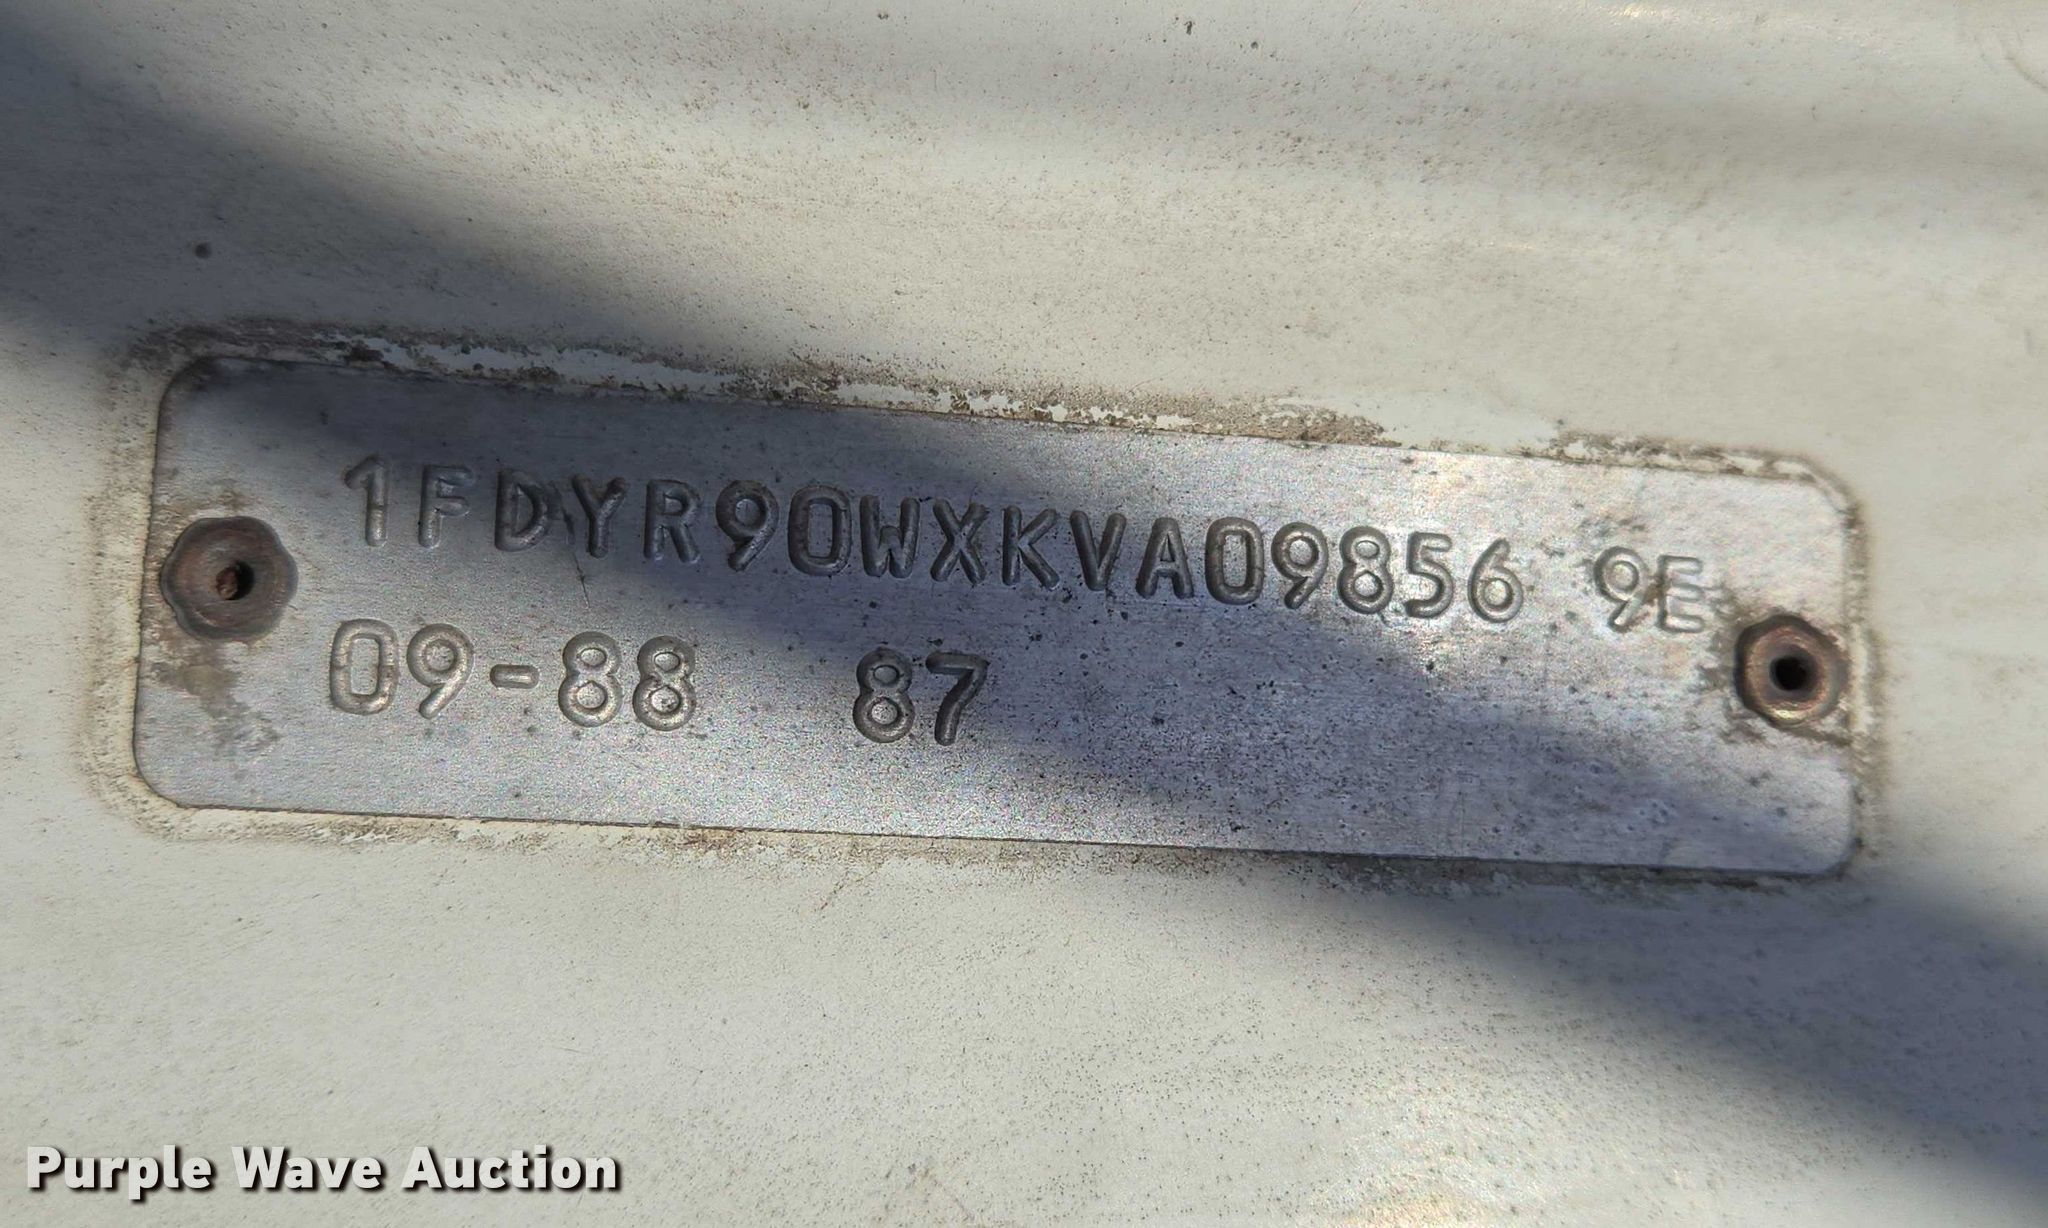 1FDYR90WXKVA09856 9E
09-88 87
Purple Wave Auction